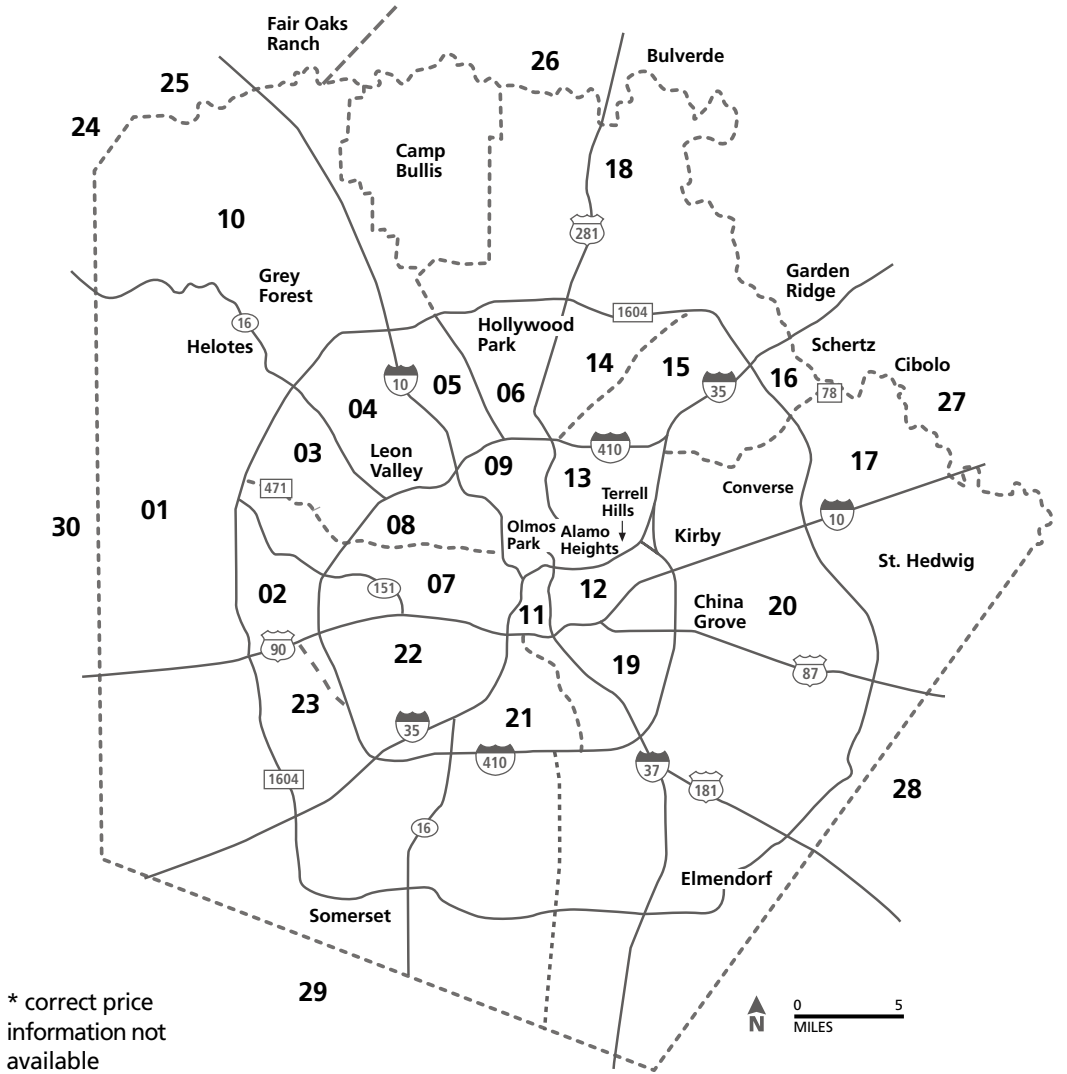 Fair Oaks
Ranch
26
Bulverde
25
24
Camp
Bullis
18
10
281
Garden
Ridge
Grey
Forest
16
Helotes
Hollywood
Park
1604
Schertz
14
15
16
Cibolo
10
05
06
35
78
27
04
03
Leon
Valley
410
09
13
17
471
Terrell
Hills
Converse
01
30
08
Olmos
Park
Alamo
Heights
Kirby
10
St. Hedwig
02
151
07
11
12
China
Grove
20
90
22
19
87
23
35
21
410
37
181
28
1604
16
Elmendorf
Somerset
29
* correct price
information not
available
N
0 5
MILES